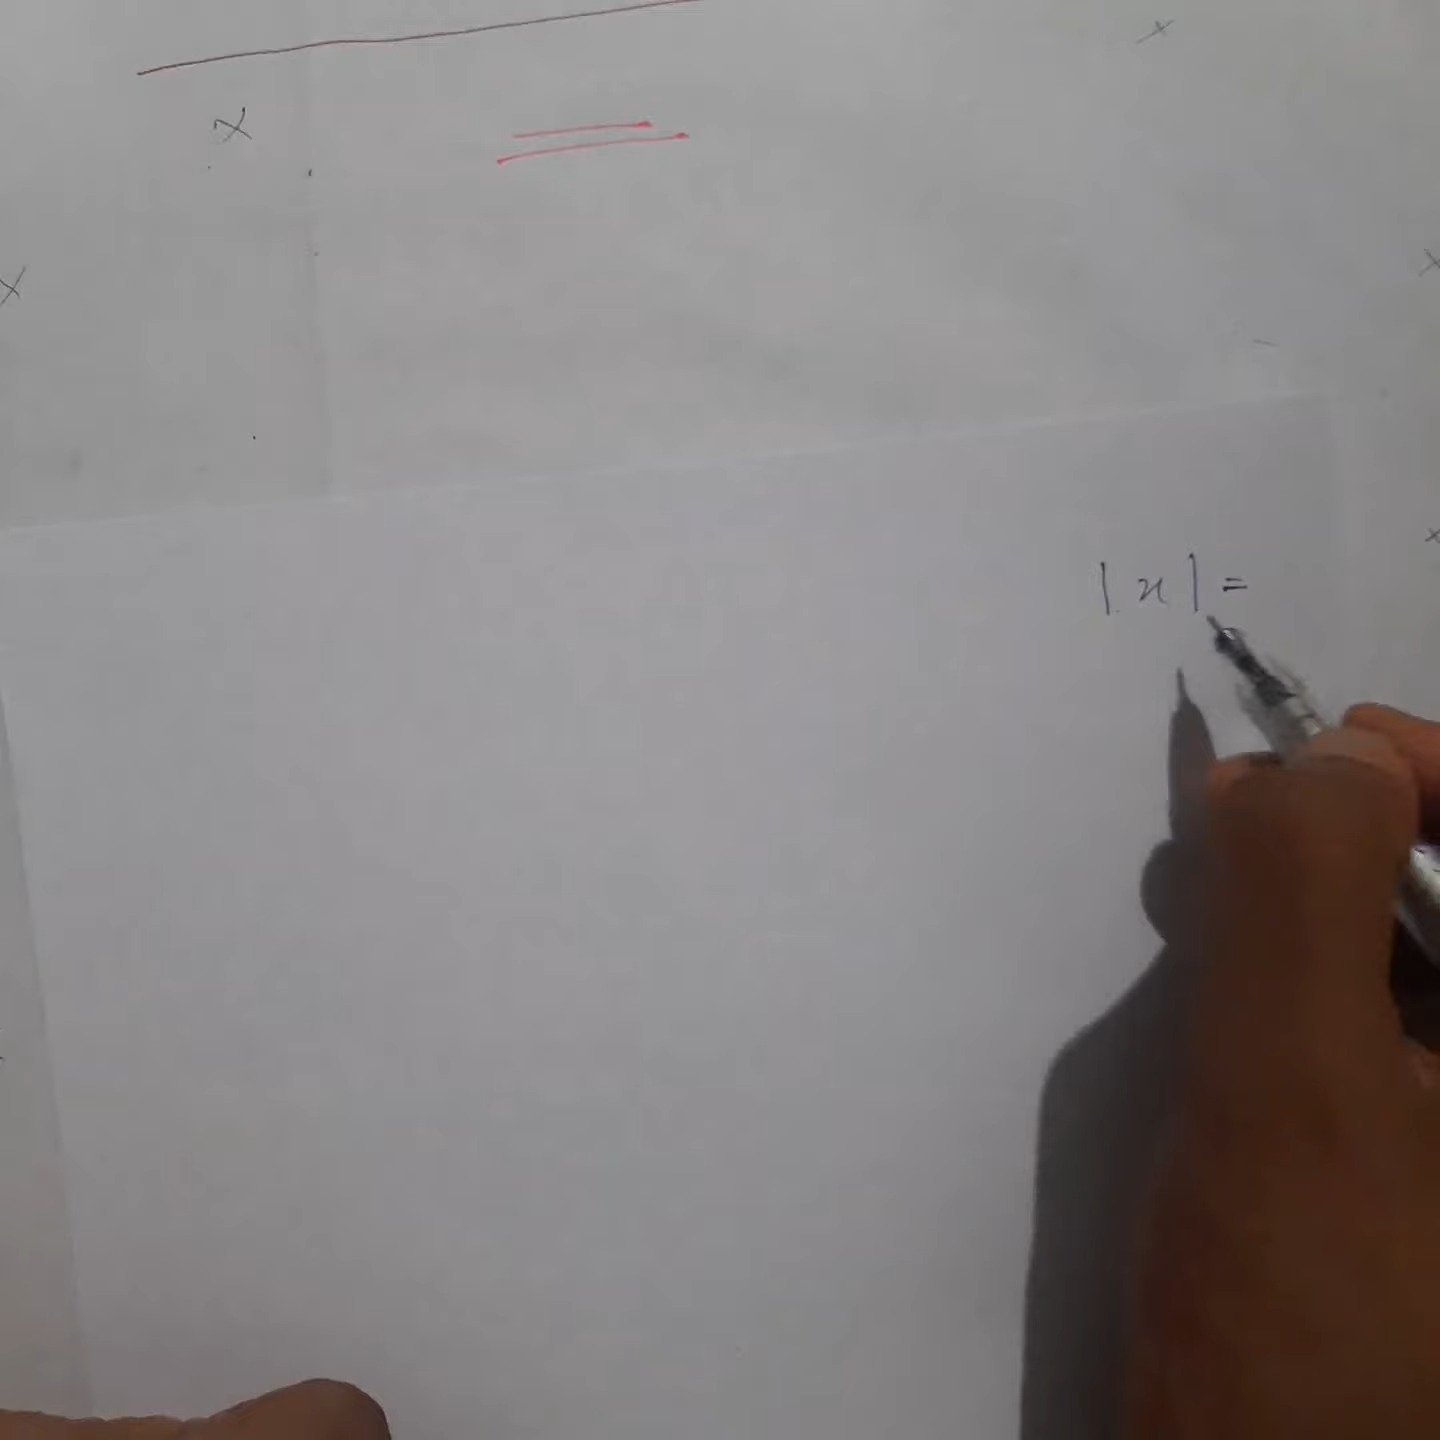 |x| =